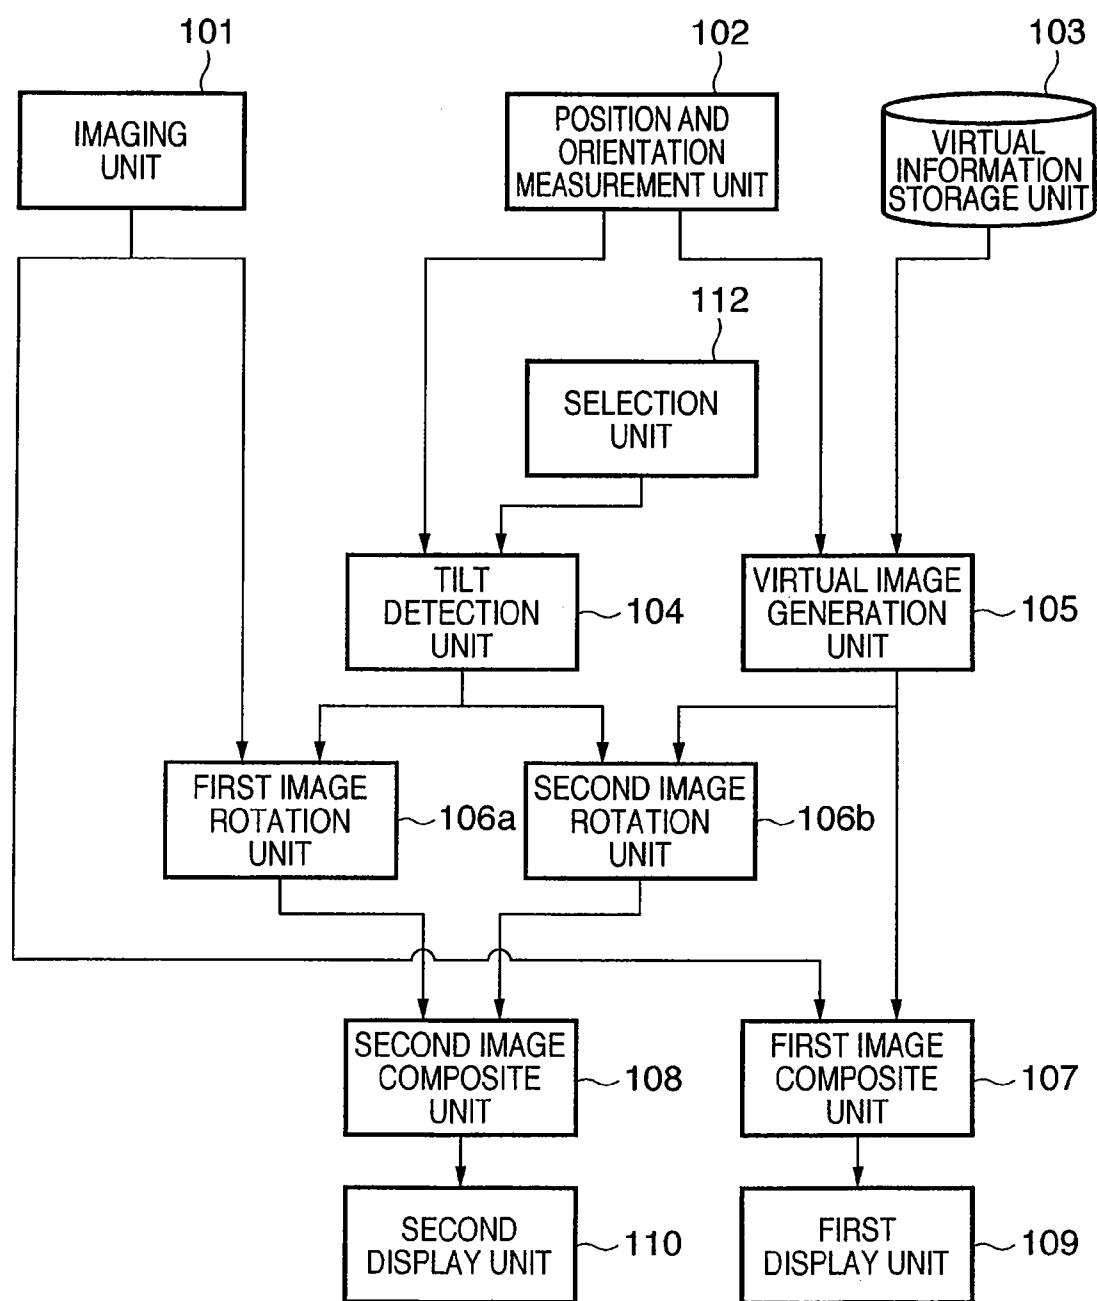 101
102
103
IMAGING
UNIT
POSITION AND
ORIENTATION
MEASUREMENT UNIT
VIRTUAL
INFORMATION
STORAGE UNIT
112
SELECTION
UNIT
TILT
DETECTION
UNIT
104
VIRTUAL IMAGE
GENERATION
UNIT
105
FIRST IMAGE
ROTATION
UNIT
106a
SECOND IMAGE
ROTATION
UNIT
106b
SECOND IMAGE
COMPOSITE
UNIT
108
FIRST IMAGE
COMPOSITE
UNIT
107
SECOND
DISPLAY UNIT
110
FIRST
DISPLAY UNIT
109